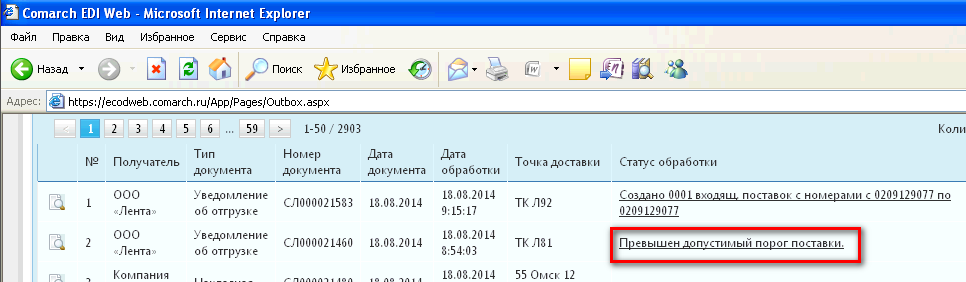 Comarch EDI Web - Microsoft Internet Explorer
Файл Правка Вид Избранное Сервис Справка
Назад Поиск Избранное
Адрес: https://ecodweb.comarch.ru/App/Pages/Outbox.aspx
< 1 2 3 4 5 6 ... 59 > 1-50 / 2903 Коли
№ Получатель Тип документа Номер документа Дата документа Дата обработки Точка доставки Статус обработки
1 ООО «Лента» Уведомление об отгрузке СЛ000021583 18.08.2014 18.08.2014 9:15:17 ТК Л92 Создано 0001 входящ. поставок с номерами с 0209129077 по 0209129077
2 ООО «Лента» Уведомление об отгрузке СЛ000021460 18.08.2014 18.08.2014 8:54:03 ТК Л81 Превышен допустимый порог поставки.
Компания 18.08.2014 55 Омск 12